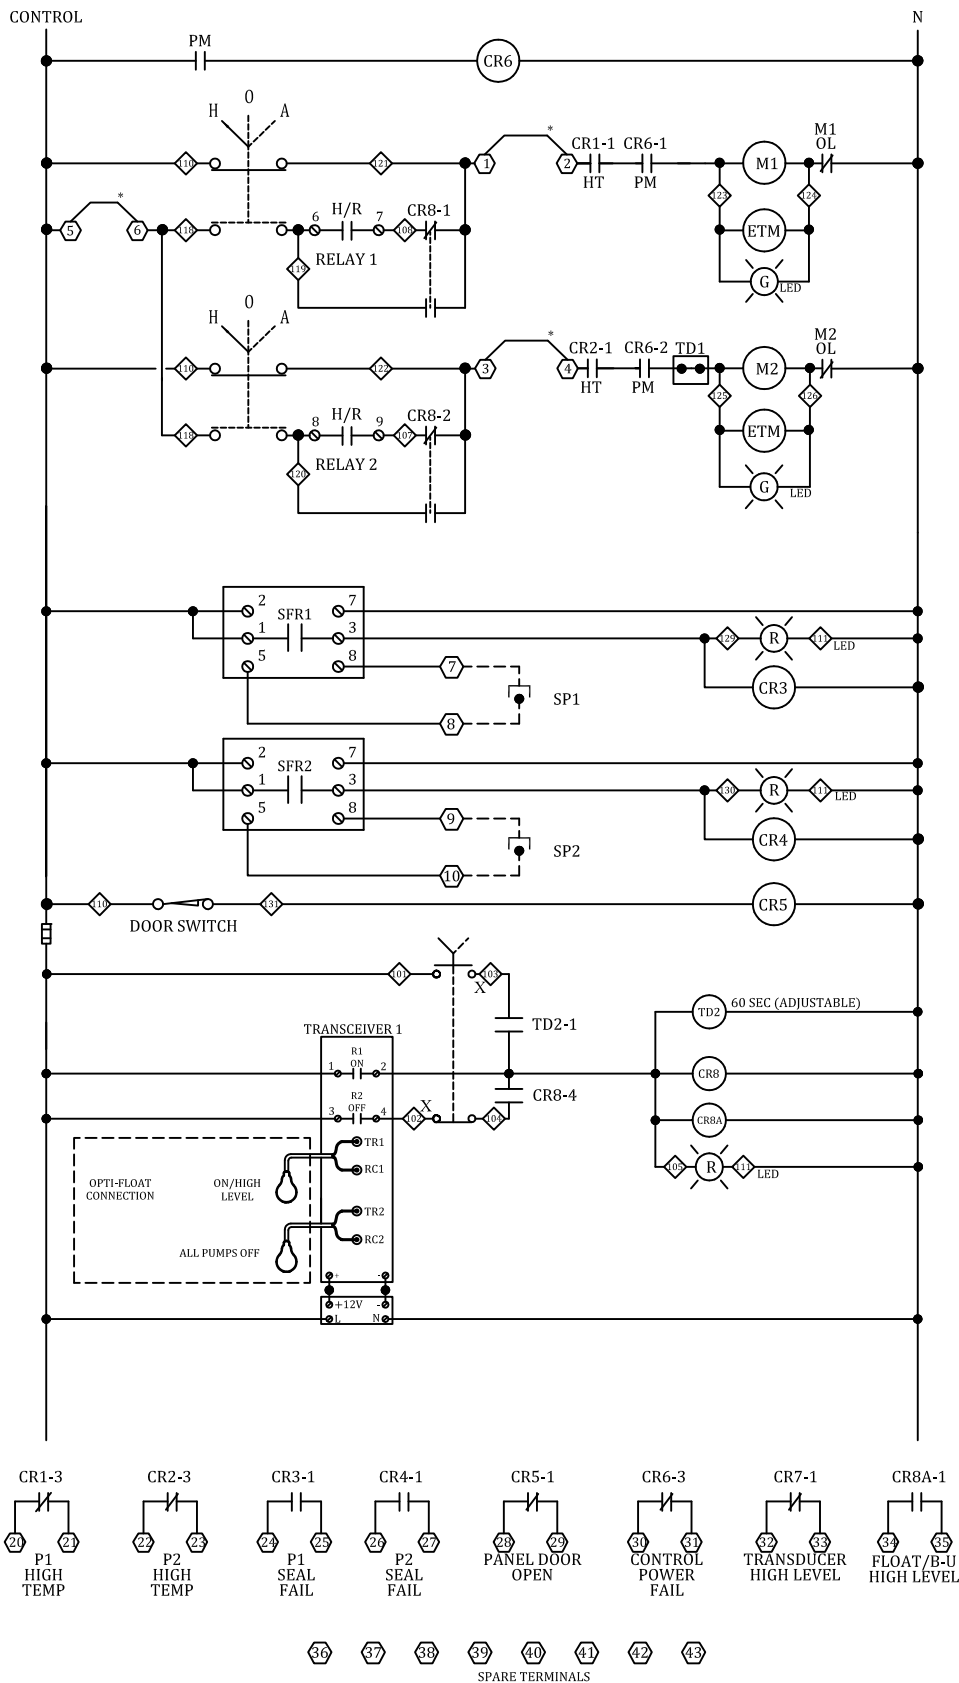 CONTROL
N
PM
CR6
H O A
110
121
1
*
2
CR1-1
HT
CR6-1
PM
M1
M1
OL
123
124
5
*
6
118
6
H/R
7
108
CR8-1
RELAY 1
119
ETM
G
LED
H O A
110
122
3
*
4
CR2-1
HT
CR6-2
PM
TD1
M2
M2
OL
125
126
118
8
H/R
9
107
CR8-2
RELAY 2
120
ETM
G
LED
2
SFR1
7
1
3
5
8
129
R
111
LED
7
CR3
SP1
8
2
SFR2
7
1
3
5
8
130
R
111
LED
9
CR4
SP2
10
110
DOOR SWITCH
131
CR5
101
103
X
TD2-1
TD2
60 SEC (ADJUSTABLE)
TRANSCEIVER 1
1
R1
ON
2
CR8
CR8-4
3
R2
OFF
4
102
X
104
CR8A
TR1
RC1
105
R
111
LED
OPTI-FLOAT
CONNECTION
ON/HIGH
LEVEL
TR2
RC2
ALL PUMPS OFF
+ -
+12V -
L N
CR1-3
20 21
P1
HIGH
TEMP
CR2-3
22 23
P2
HIGH
TEMP
CR3-1
24 25
P1
SEAL
FAIL
CR4-1
26 27
P2
SEAL
FAIL
CR5-1
28 29
PANEL DOOR
OPEN
CR6-3
30 31
CONTROL
POWER
FAIL
CR7-1
32 33
TRANSDUCER
HIGH LEVEL
CR8A-1
34 35
FLOAT/B-U
HIGH LEVEL
36 37 38 39 40 41 42 43
SPARE TERMINALS